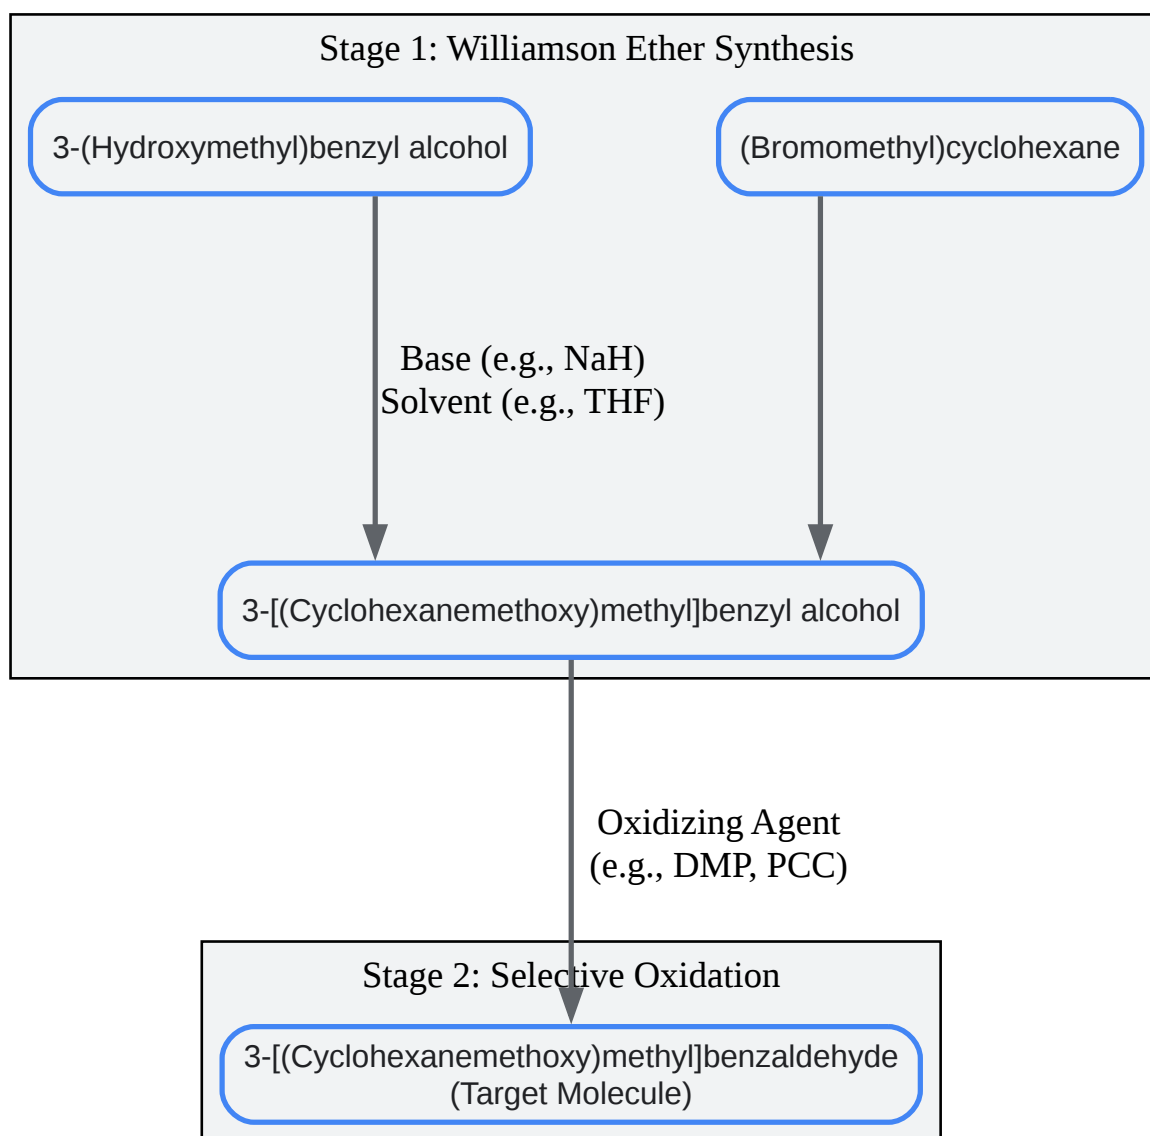 Stage 1: Williamson Ether Synthesis
3-(Hydroxymethyl)benzyl alcohol
(Bromomethyl)cyclohexane
Base (e.g., NaH)
Solvent (e.g., THF)
3-[(Cyclohexanemethoxy)methyl]benzyl alcohol
Oxidizing Agent
(e.g., DMP, PCC)
Stage 2: Selective Oxidation
3-[(Cyclohexanemethoxy)methyl]benzaldehyde
(Target Molecule)